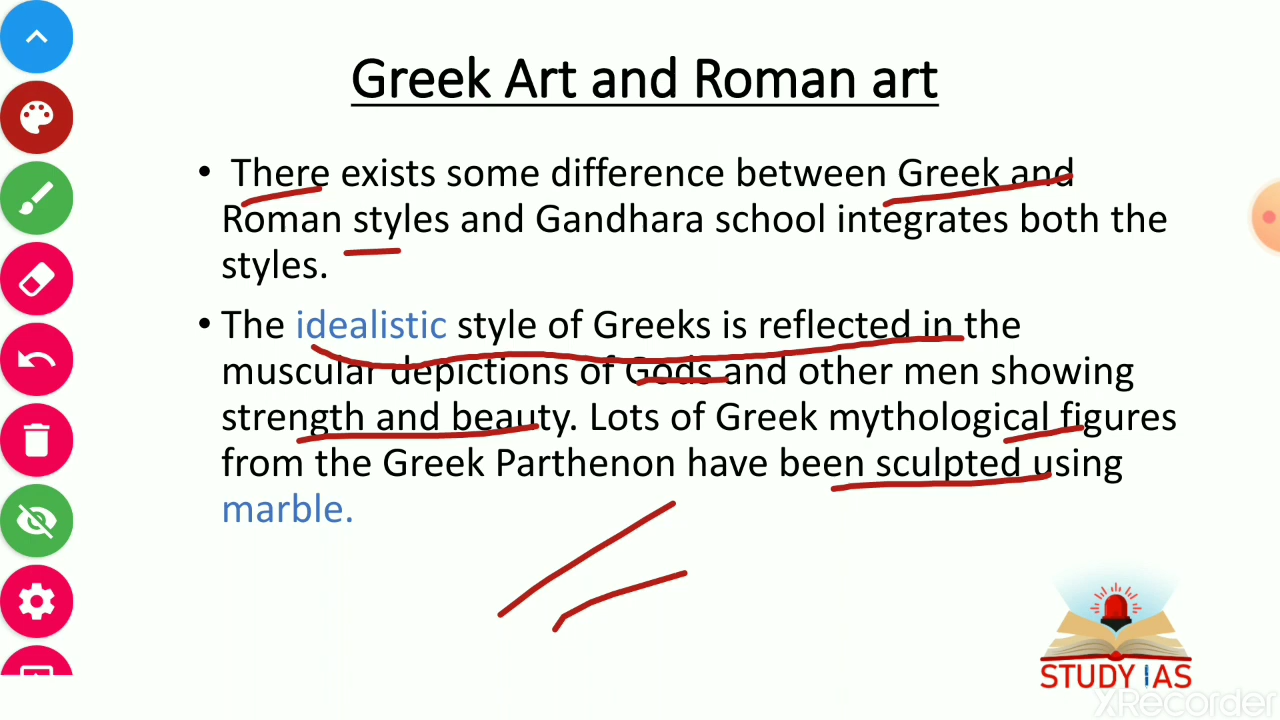 Greek Art and Roman art
• There exists some difference between Greek and
Roman styles and Gandhara school integrates both the
styles.
• The idealistic style of Greeks is reflected in the
muscular depictions of Gods and other men showing
strength and beauty. Lots of Greek mythological figures
from the Greek Parthenon have been sculpted using
marble.
STUDY IAS
XRecorder